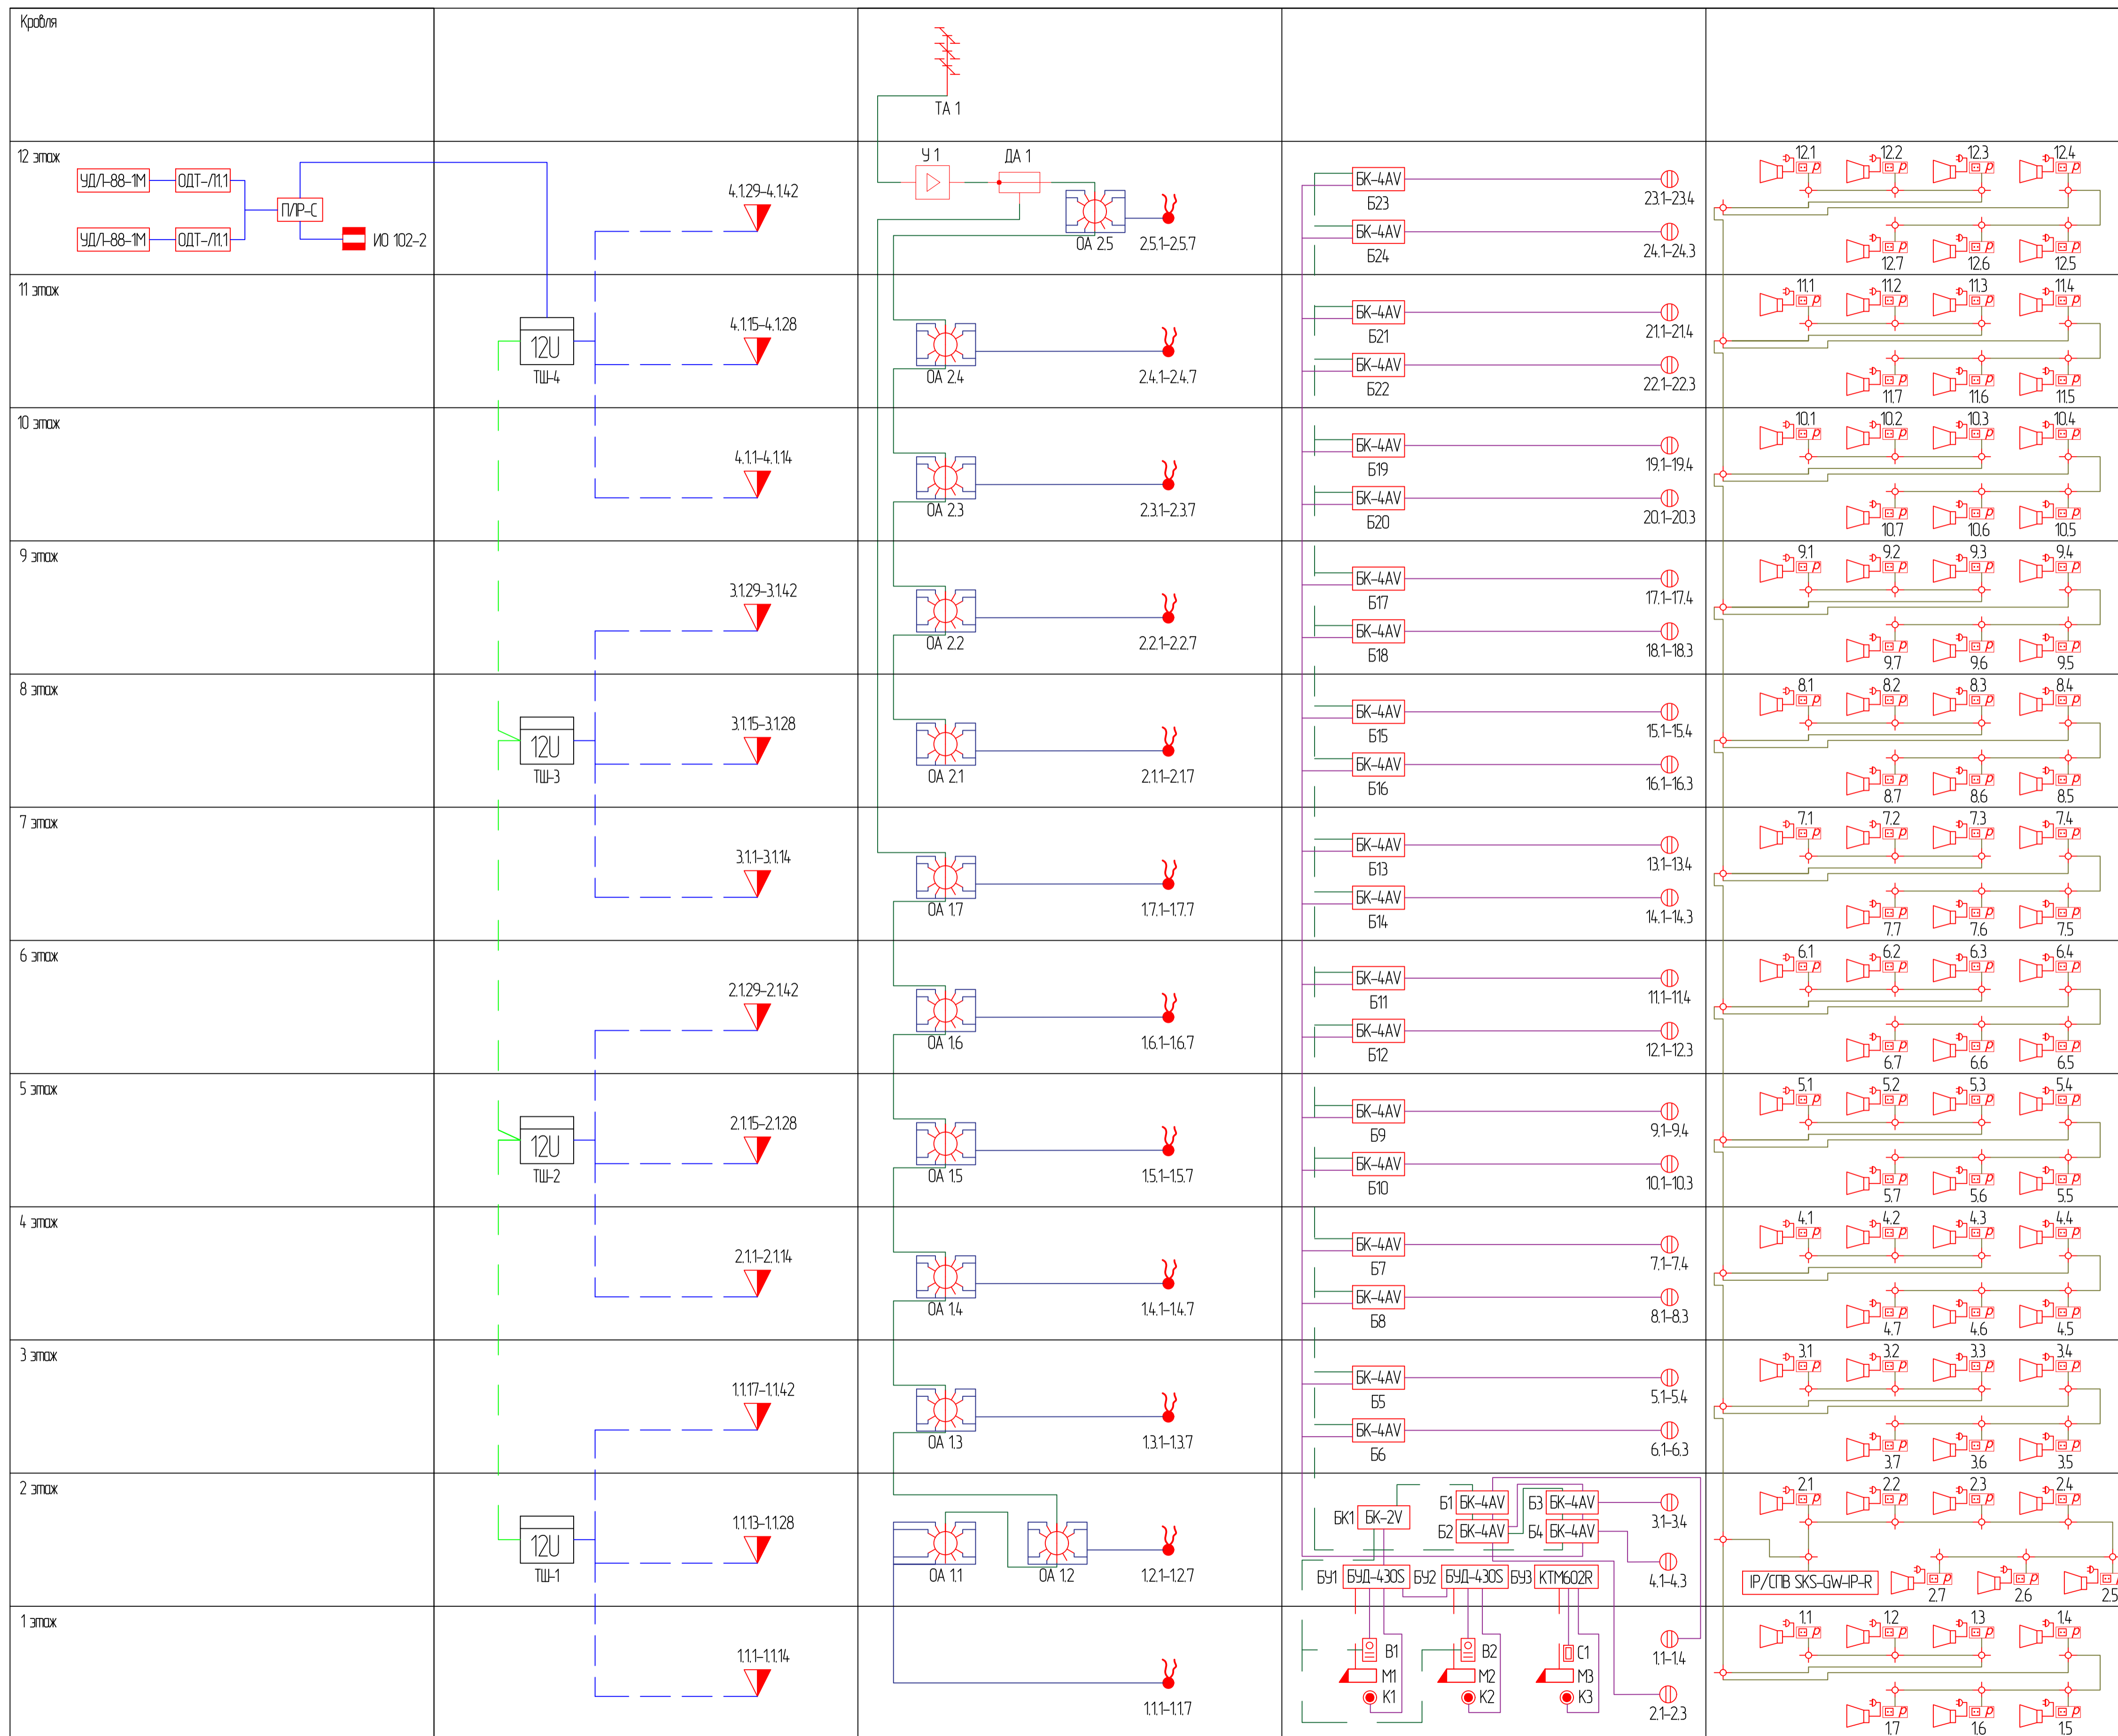 Кровля
ТА 1
12 этаж
УДЛ-88-1М
ОДТ-Л1.1
ПЛР-С
УДЛ-88-1М
ОДТ-Л1.1
ИО 102-2
4.1.29-4.1.42
У 1
ДА 1
ОА 2.5
2.5.1-2.5.7
БК-4AV
Б23
23.1-23.4
БК-4AV
Б24
24.1-24.3
12.1 12.2 12.3 12.4
12.7 12.6 12.5
11 этаж
12U
ТШ-4
4.1.15-4.1.28
ОА 2.4
2.4.1-2.4.7
БК-4AV
Б21
21.1-21.4
БК-4AV
Б22
22.1-22.3
11.1 11.2 11.3 11.4
11.7 11.6 11.5
10 этаж
4.1.1-4.1.14
ОА 2.3
2.3.1-2.3.7
БК-4AV
Б19
19.1-19.4
БК-4AV
Б20
20.1-20.3
10.1 10.2 10.3 10.4
10.7 10.6 10.5
9 этаж
3.1.29-3.1.42
ОА 2.2
2.2.1-2.2.7
БК-4AV
Б17
17.1-17.4
БК-4AV
Б18
18.1-18.3
9.1 9.2 9.3 9.4
9.7 9.6 9.5
8 этаж
12U
ТШ-3
3.1.15-3.1.28
ОА 2.1
2.1.1-2.1.7
БК-4AV
Б15
15.1-15.4
БК-4AV
Б16
16.1-16.3
8.1 8.2 8.3 8.4
8.7 8.6 8.5
7 этаж
3.1.1-3.1.14
ОА 1.7
1.7.1-1.7.7
БК-4AV
Б13
13.1-13.4
БК-4AV
Б14
14.1-14.3
7.1 7.2 7.3 7.4
7.7 7.6 7.5
6 этаж
2.1.29-2.1.42
ОА 1.6
1.6.1-1.6.7
БК-4AV
Б11
11.1-11.4
БК-4AV
Б12
12.1-12.3
6.1 6.2 6.3 6.4
6.7 6.6 6.5
5 этаж
12U
ТШ-2
2.1.15-2.1.28
ОА 1.5
1.5.1-1.5.7
БК-4AV
Б9
9.1-9.4
БК-4AV
Б10
10.1-10.3
5.1 5.2 5.3 5.4
5.7 5.6 5.5
4 этаж
2.1.1-2.1.14
ОА 1.4
1.4.1-1.4.7
БК-4AV
Б7
7.1-7.4
БК-4AV
Б8
8.1-8.3
4.1 4.2 4.3 4.4
4.7 4.6 4.5
3 этаж
1.1.17-1.1.42
ОА 1.3
1.3.1-1.3.7
БК-4AV
Б5
5.1-5.4
БК-4AV
Б6
6.1-6.3
3.1 3.2 3.3 3.4
3.7 3.6 3.5
2 этаж
12U
ТШ-1
1.1.13-1.1.28
ОА 1.1
ОА 1.2
1.2.1-1.2.7
БК1 БК-2V
Б1 БК-4AV
Б3 БК-4AV
3.1-3.4
Б2 БК-4AV
Б4 БК-4AV
4.1-4.3
БУ1 БУД-430S
БУ2 БУД-430S
БУ3 КТМ602R
2.1 2.2 2.3 2.4
IP/СПВ SKS-GW-IP-R
2.7 2.6 2.5
1 этаж
1.1.1-1.1.14
1.1.1-1.1.7
В1
М1
К1
В2
М2
К2
С1
М3
К3
1.1-1.4
2.1-2.3
1.1 1.2 1.3 1.4
1.7 1.6 1.5